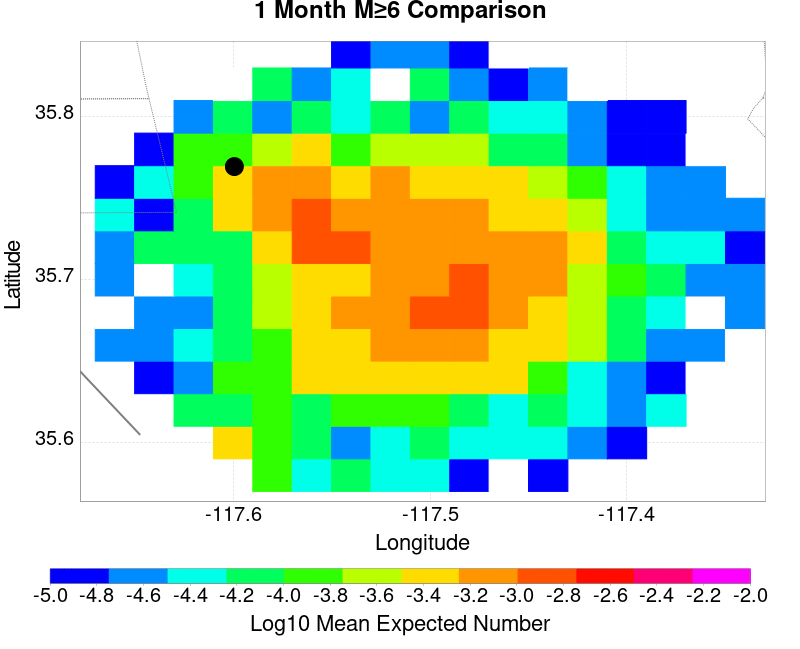 1 Month M≥6 Comparison
35.8
35.7
35.6
Latitude
-117.6 -117.5 -117.4
Longitude
-5.0 -4.8 -4.6 -4.4 -4.2 -4.0 -3.8 -3.6 -3.4 -3.2 -3.0 -2.8 -2.6 -2.4 -2.2 -2.0
Log10 Mean Expected Number